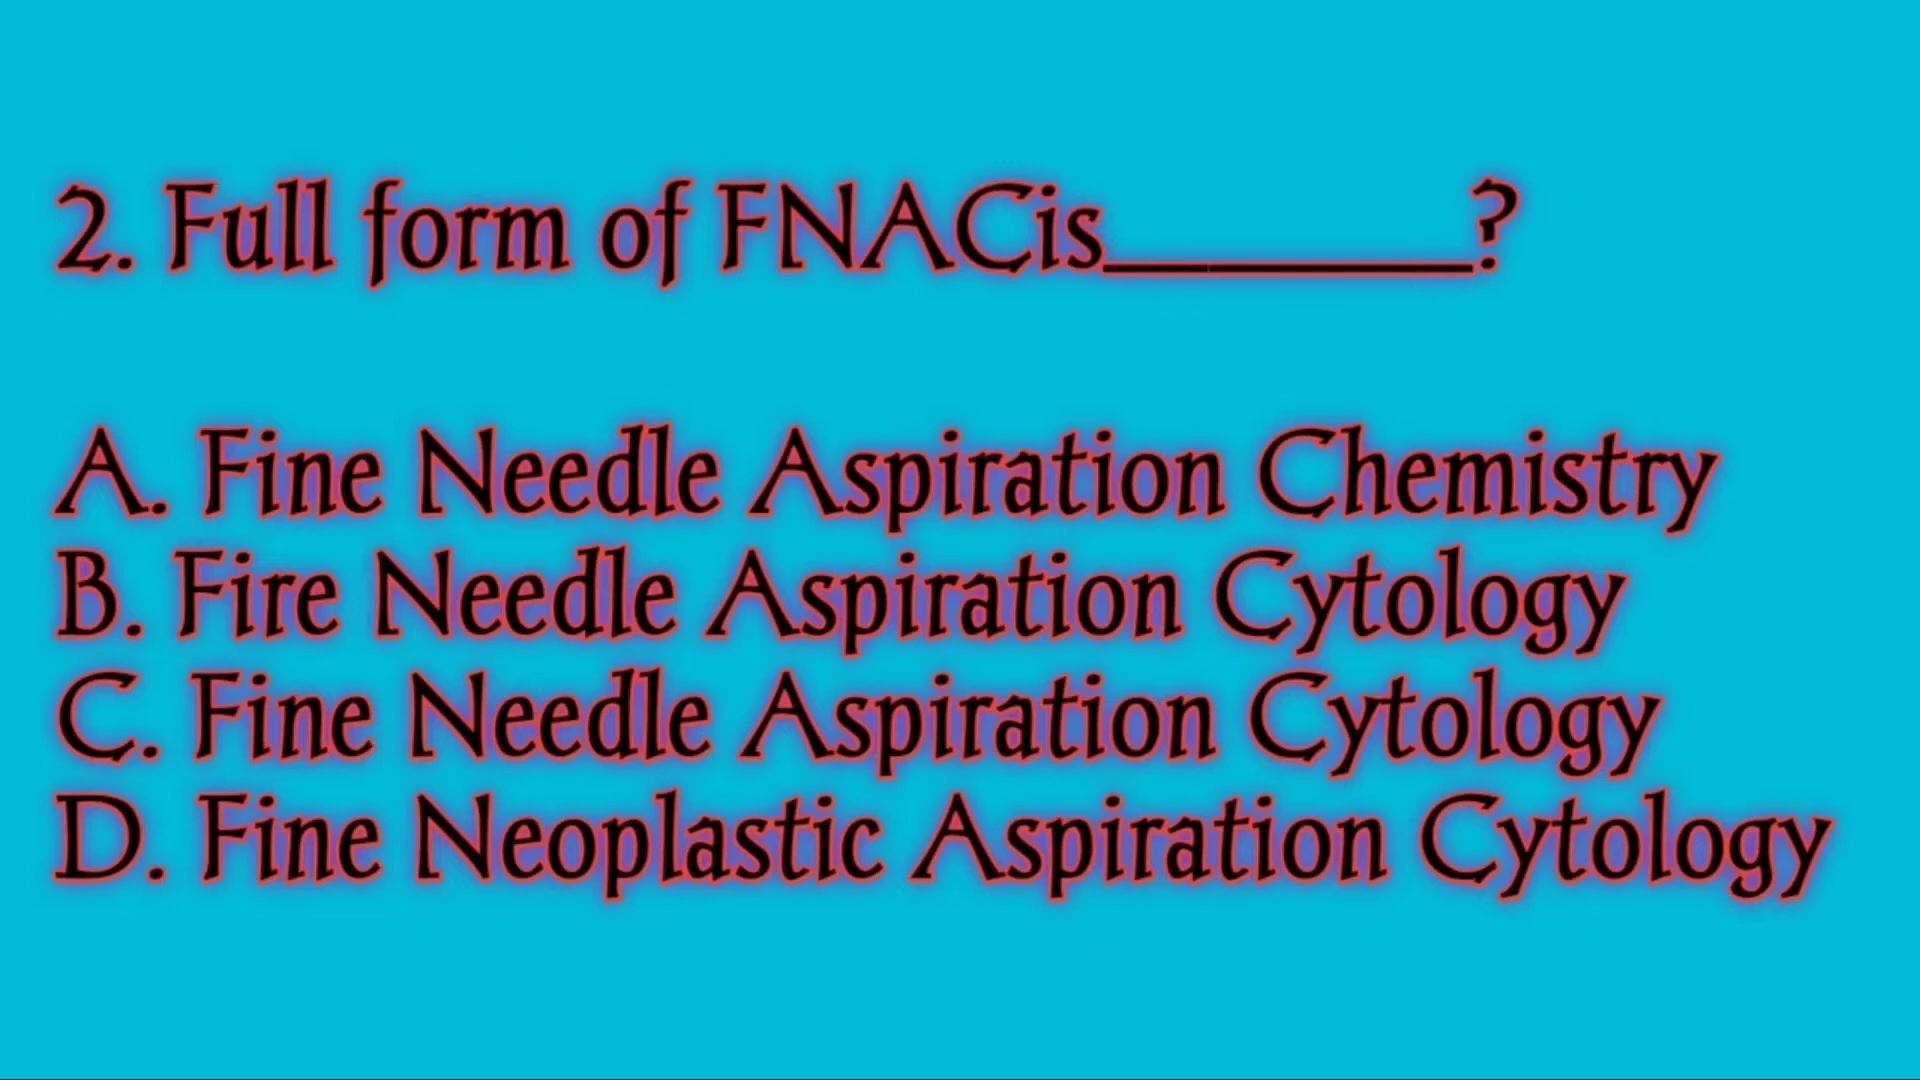 2. Full form of FNACis_______?
A. Fine Needle Aspiration Chemistry
B. Fire Needle Aspiration Cytology
C. Fine Needle Aspiration Cytology
D. Fine Neoplastic Aspiration Cytology